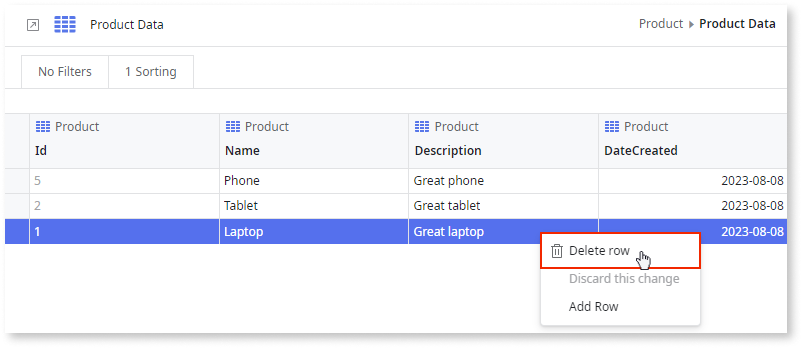 Product Data
Product Product Data
No Filters 1 Sorting
Product Product Product Product
Id Name Description DateCreated
5 Phone Great phone 2023-08-08
2 Tablet Great tablet 2023-08-08
1 Laptop Great laptop 2023-08-08
Delete row
Discard this change
Add Row